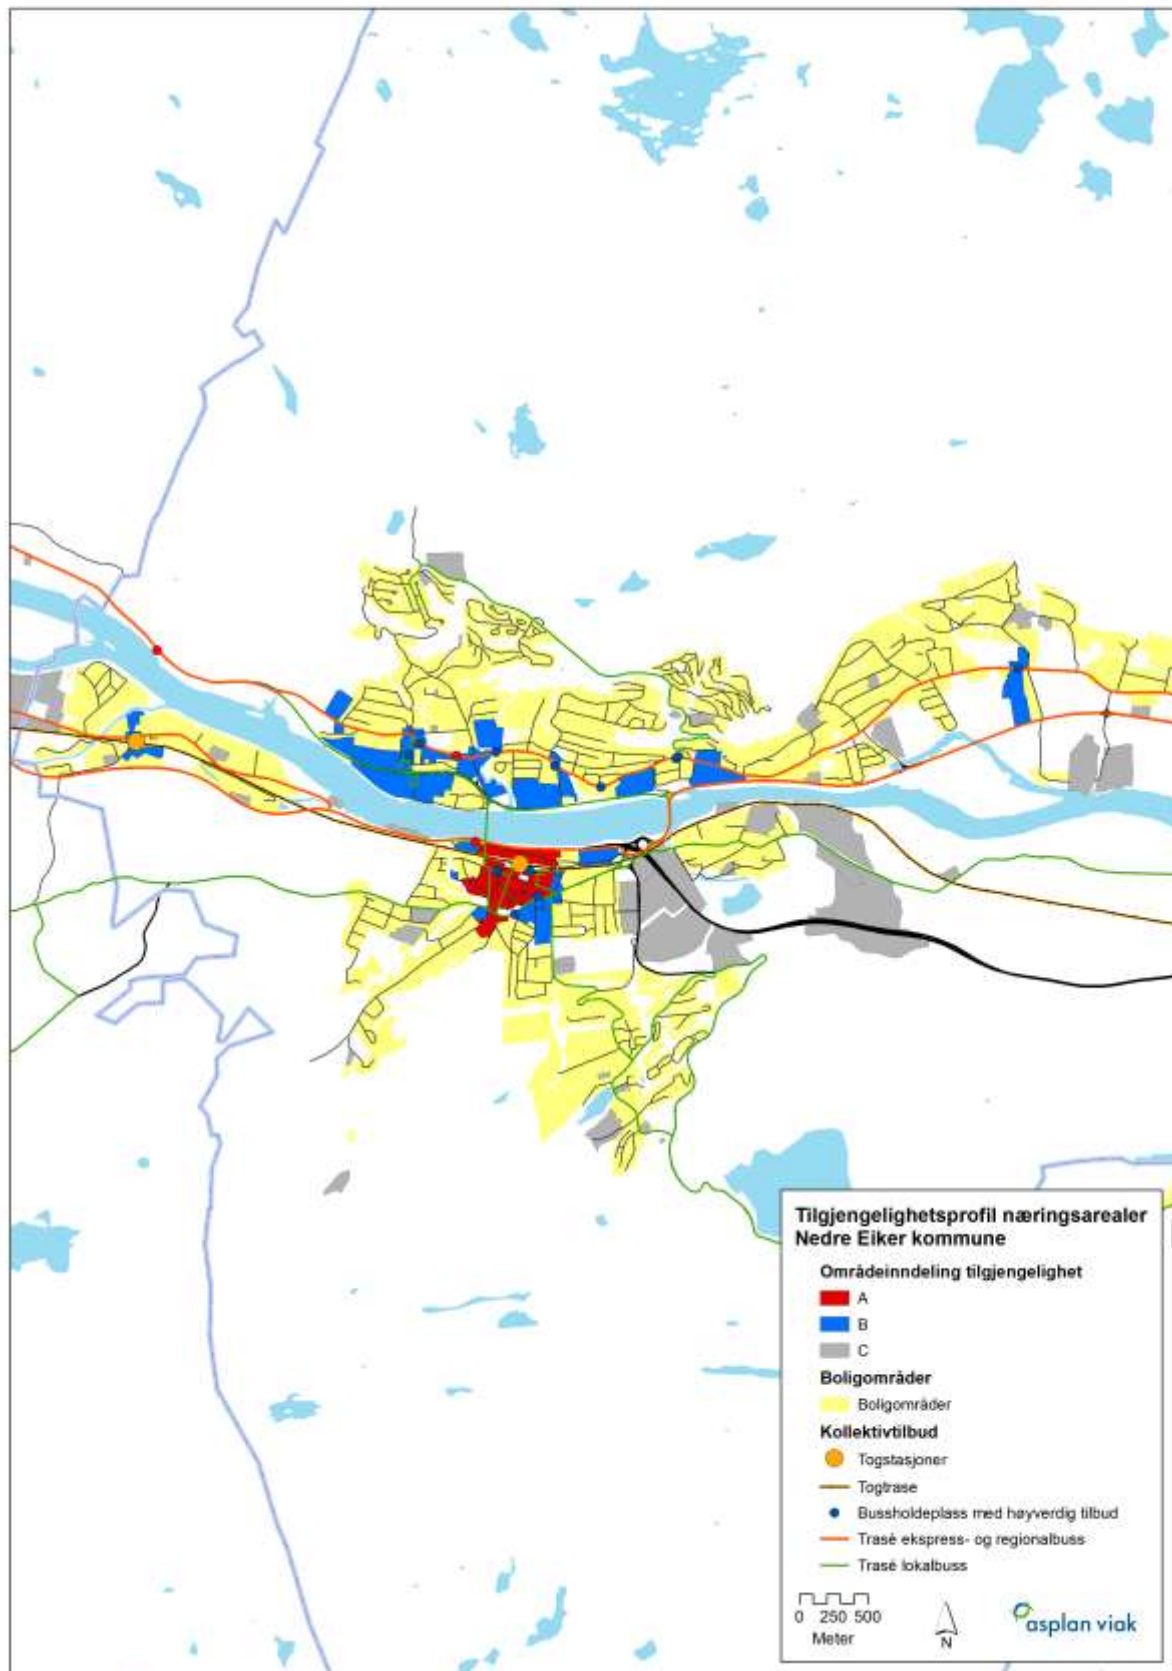 Tilgjengelighetsprofil næringsarealer
Nedre Eiker kommune
Områdeinndeling tilgjengelighet
A
B
C
Boligområder
Boligområder
Kollektivtilbud
Togstasjoner
Togtrase
Bussholdeplass med høyverdig tilbud
Trasè ekspress- og regionalbuss
Trasè lokalbuss
0 250 500
Meter
N
asplan viak